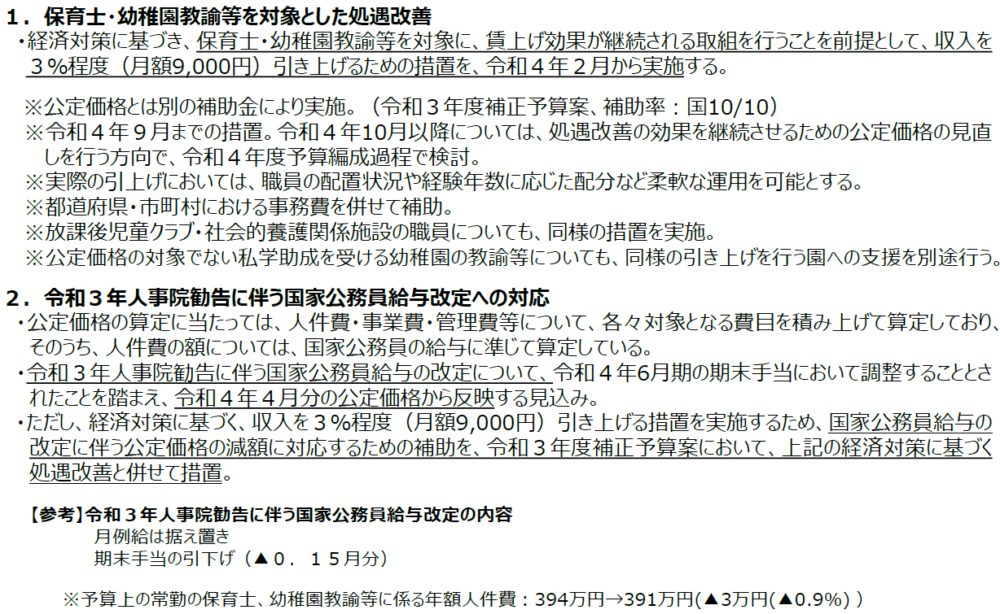 １．保育士・幼稚園教諭等を対象とした処遇改善
・経済対策に基づき、保育士・幼稚園教諭等を対象に、賃上げ効果が継続される取組を行うことを前提として、収入を
３%程度（月額9,000円）引き上げるための措置を、令和４年２月から実施する。
※公定価格とは別の補助金により実施。（令和３年度補正予算案、補助率：国10/10）
※令和４年９月までの措置。令和４年10月以降については、処遇改善の効果を継続させるための公定価格の見直
しを行う方向で、令和４年度予算編成過程で検討。
※実際の引上げにおいては、職員の配置状況や経験年数に応じた配分など柔軟な運用を可能とする。
※都道府県・市町村における事務費を併せて補助。
※放課後児童クラブ・社会的養護関係施設の職員についても、同様の措置を実施。
※公定価格の対象でない私学助成を受ける幼稚園の教諭等についても、同様の引き上げを行う園への支援を別途行う。
２．令和３年人事院勧告に伴う国家公務員給与改定への対応
・公定価格の算定に当たっては、人件費・事業費・管理費等について、各々対象となる費目を積み上げて算定しており、
そのうち、人件費の額については、国家公務員の給与に準じて算定している。
・令和３年人事院勧告に伴う国家公務員給与の改定について、令和４年6月期の期末手当において調整することとさ
れたことを踏まえ、令和４年４月分の公定価格から反映する見込み。
・ただし、経済対策に基づく、収入を３%程度（月額9,000円）引き上げる措置を実施するため、国家公務員給与の
改定に伴う公定価格の減額に対応するための補助を、令和３年度補正予算案において、上記の経済対策に基づく
処遇改善と併せて措置。
【参考】令和３年人事院勧告に伴う国家公務員給与改定の内容
月例給は据え置き
期末手当の引下げ（▲０．１５月分）
※予算上の常勤の保育士、幼稚園教諭等に係る年額人件費：394万円→391万円(▲3万円(▲0.9%) ）